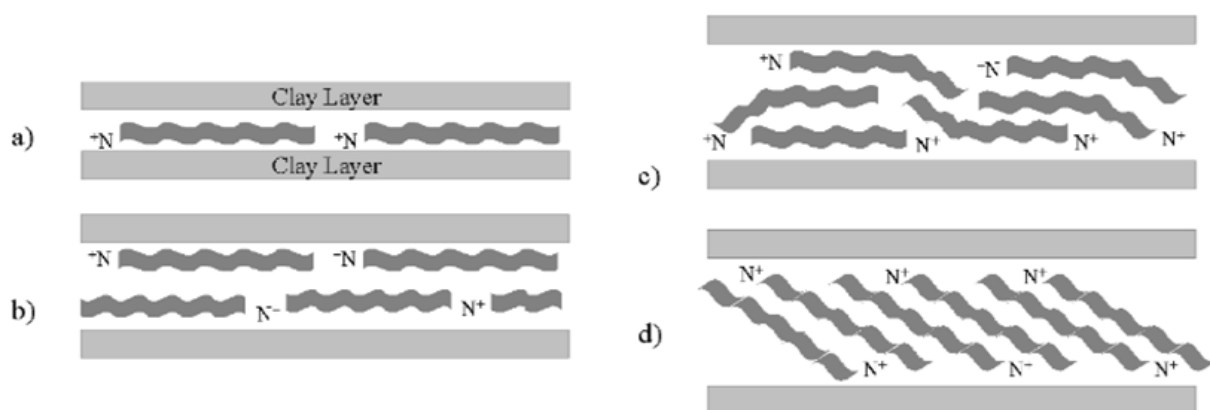 a)
Clay Layer
⁺N ⁺N
Clay Layer
b)
⁺N ⁻N
N⁻ N⁺
c)
⁺N ⁻N⁻
⁺N N⁺ N⁺ N⁺
d)
N⁺ N⁺ N⁺
N⁺ N⁻ N⁺